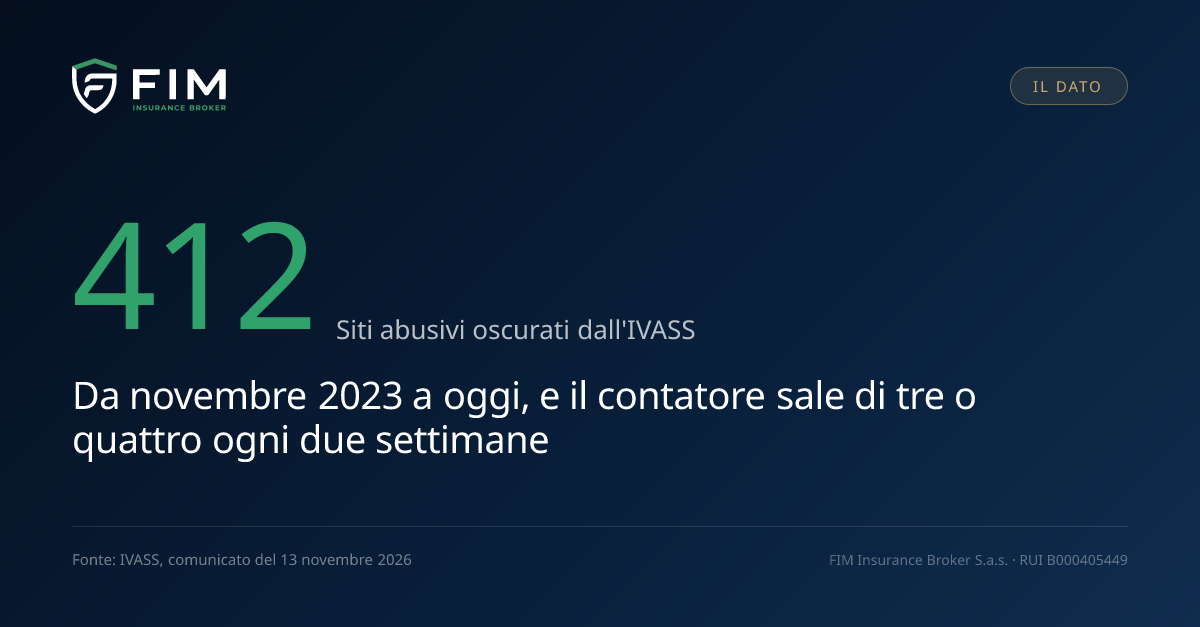 FIM
INSURANCE BROKER
IL DATO
412
Siti abusivi oscurati dall'IVASS
Da novembre 2023 a oggi, e il contatore sale di tre o
quattro ogni due settimane
Fonte: IVASS, comunicato del 13 novembre 2026
FIM Insurance Broker S.a.s. · RUI B000405449